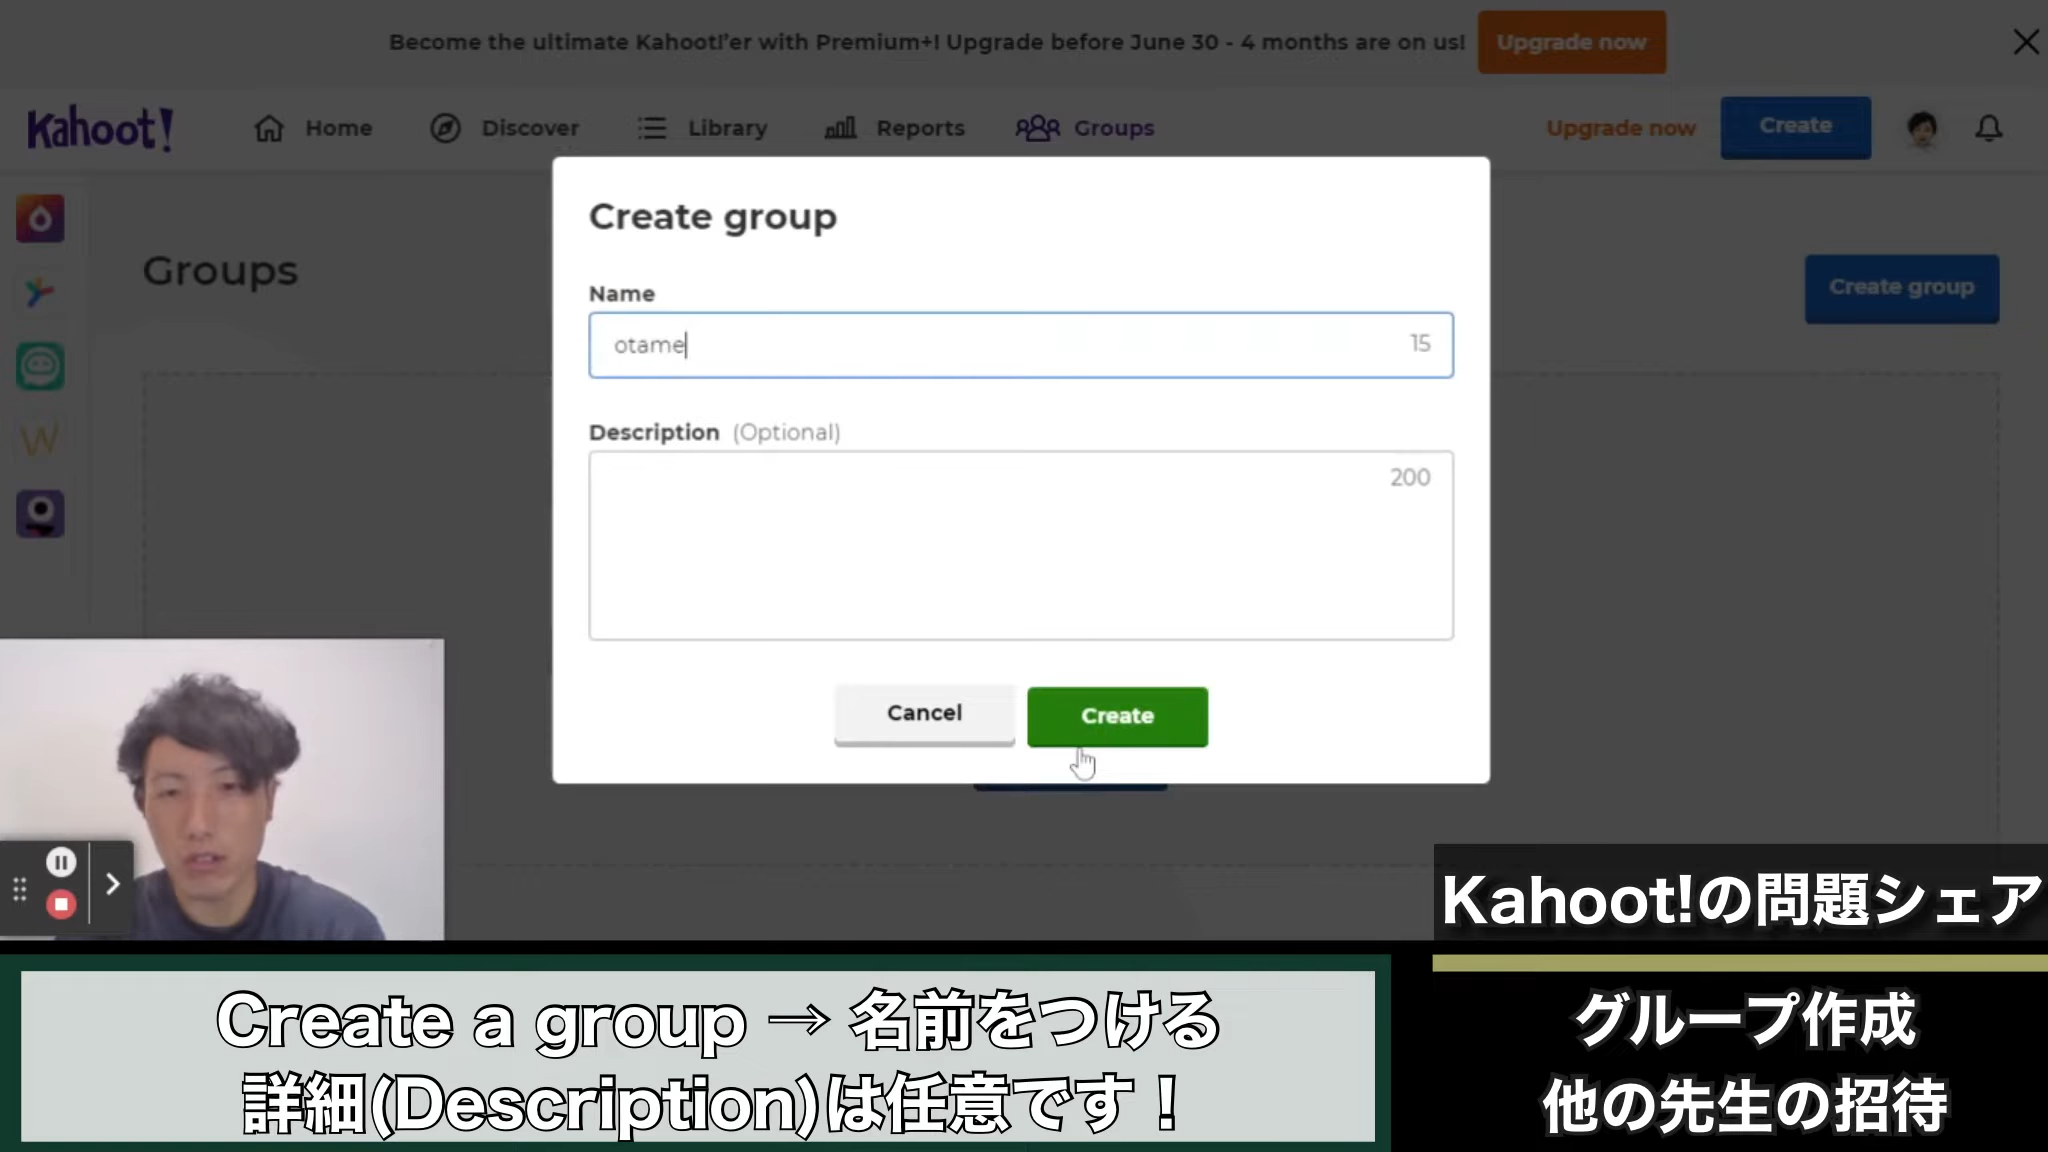 Become the ultimate Kahoot!'er with Premium+! Upgrade before June 30 - 4 months are on us!
Upgrade now
Kahoot!
Home
Discover
Library
Reports
Groups
Upgrade now
Create
Groups
Create group
Create group
Name
otame
15
Description (Optional)
200
Cancel
Create
W
Kahoot!の問題シェア
Create a group → 名前をつける
詳細(Description)は任意です！
グループ作成
他の先生の招待